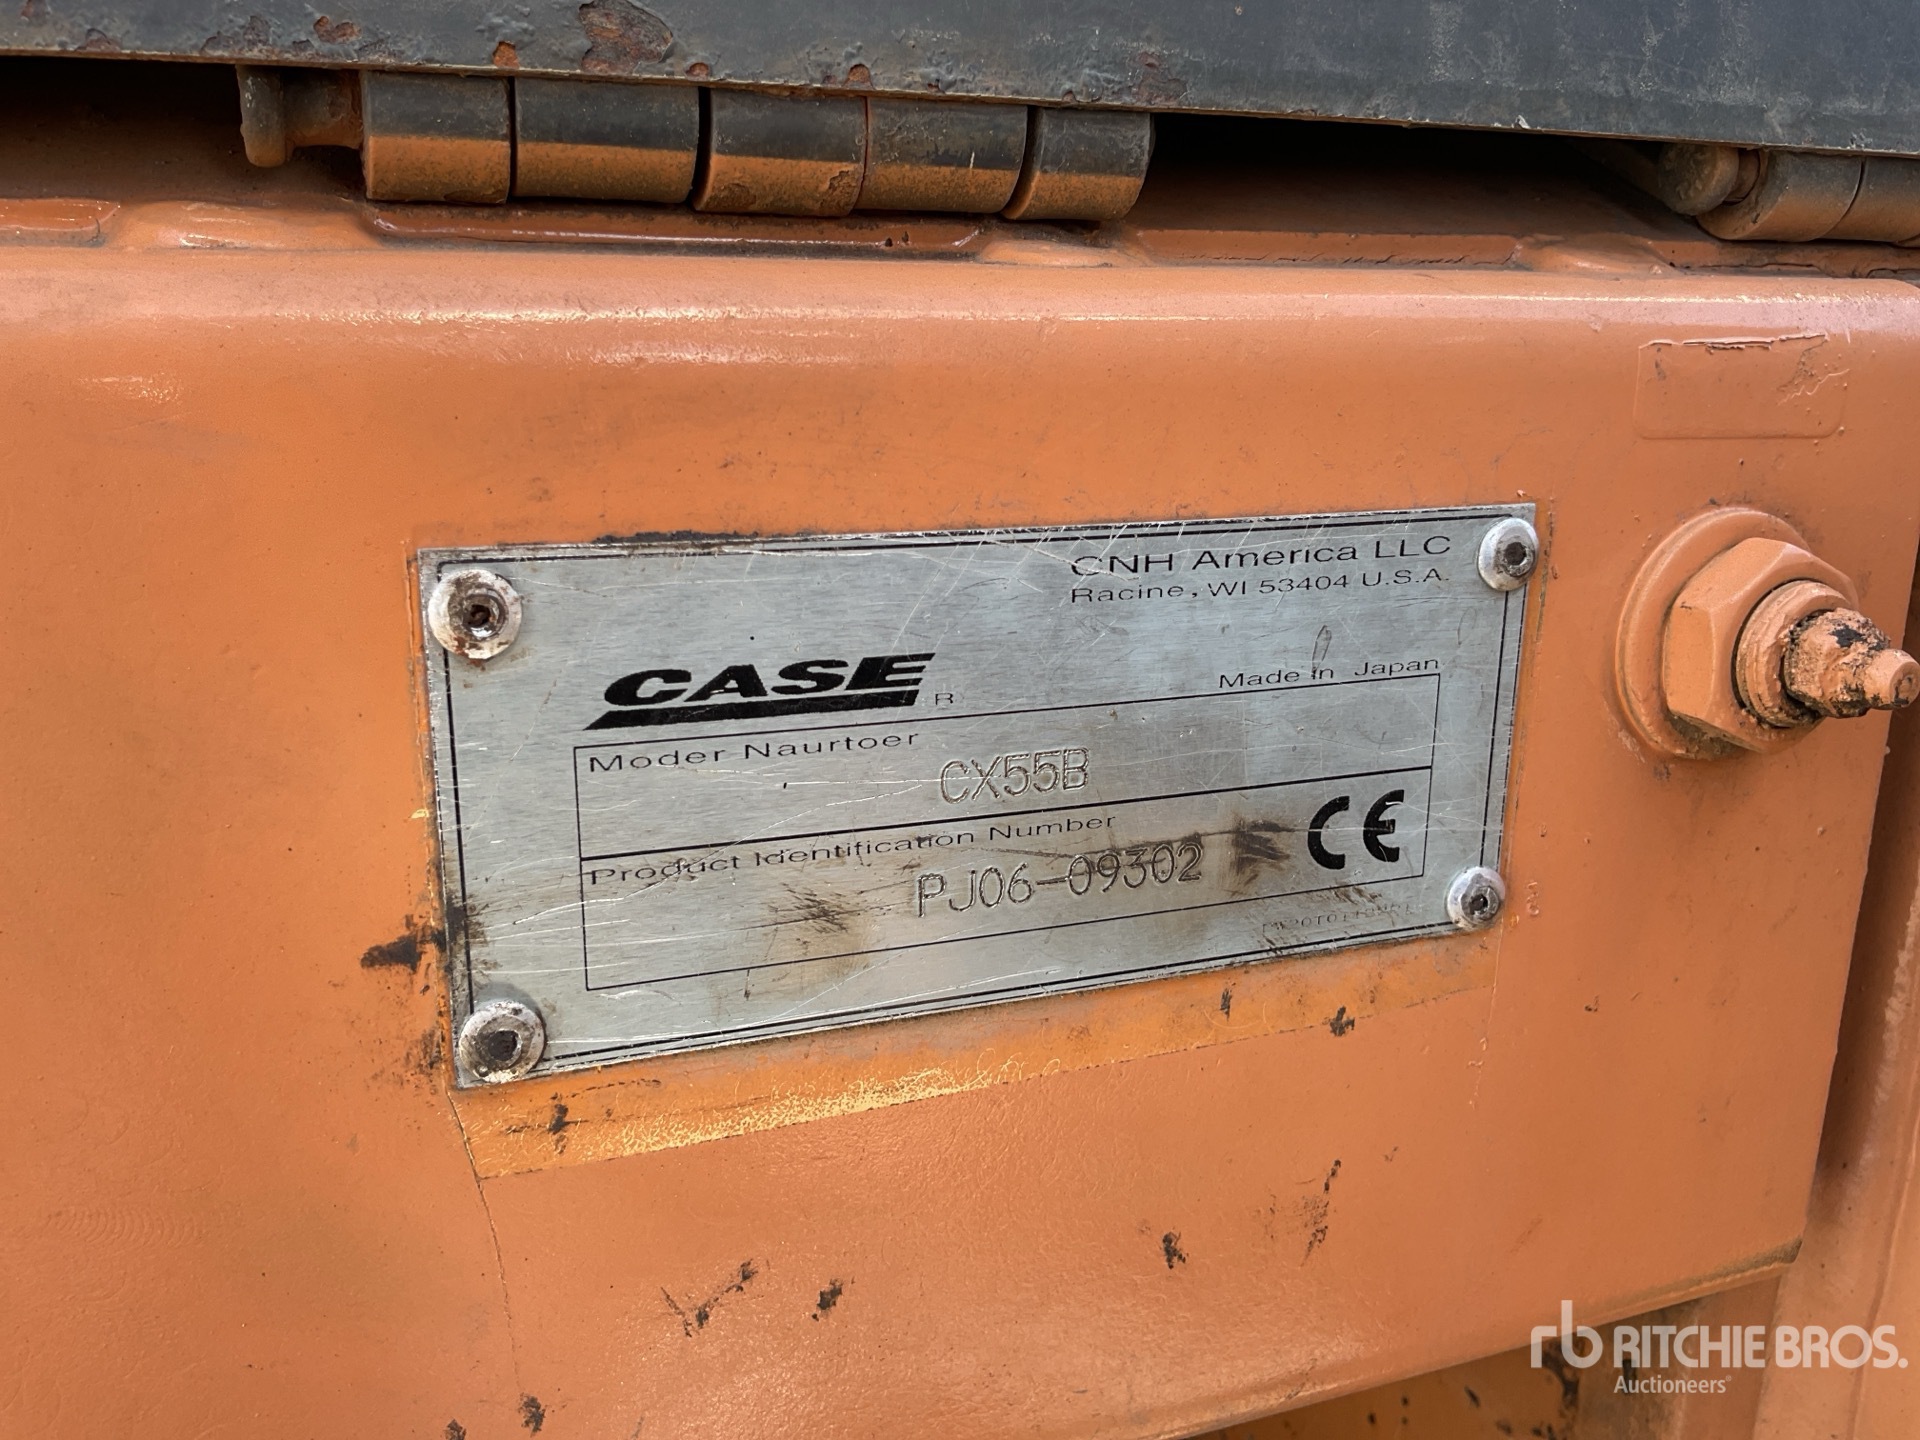 CNH America LLC
Racine, WI 53404 U.S.A.
CASE R
Made in Japan
Moder Naurtoer
CX55B
Product Identification Number
PJ06-09302
CE
rb RITCHIE BROS.
Auctioneers